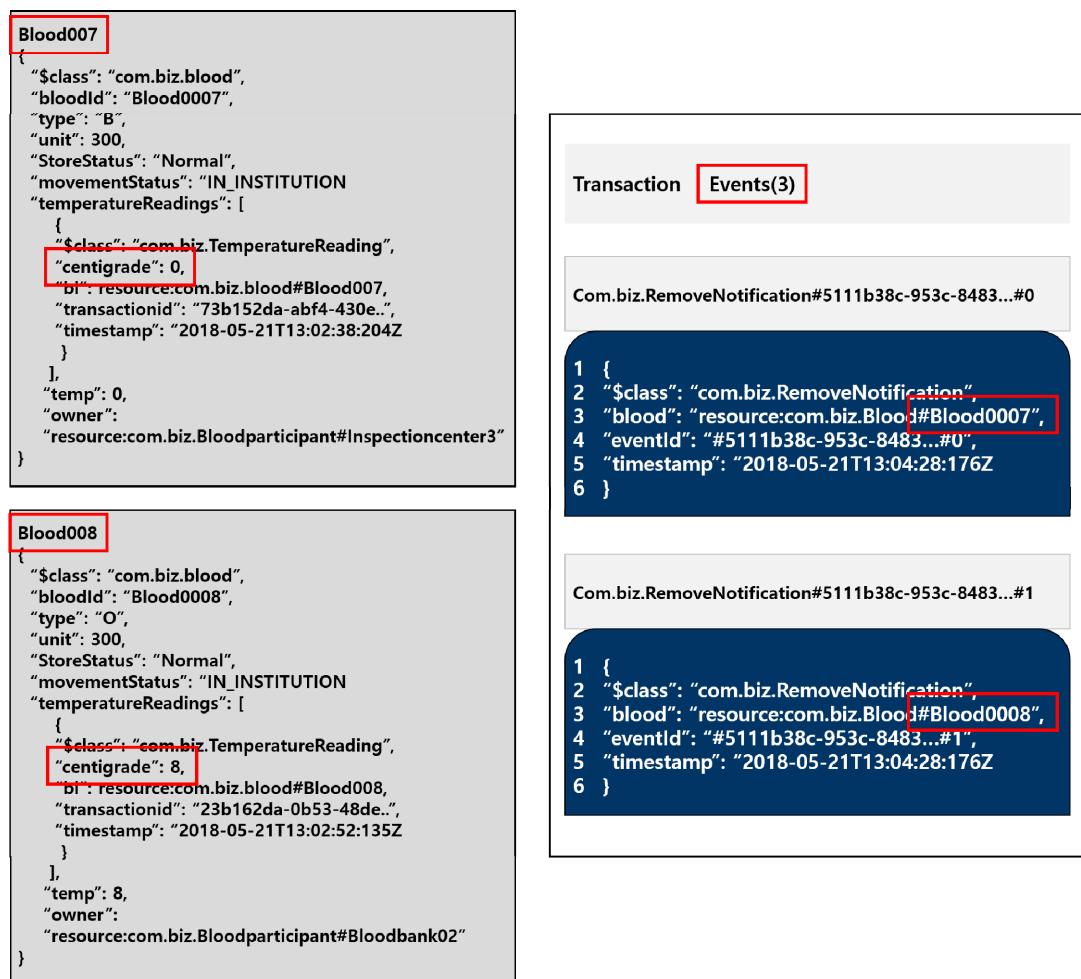 Blood007
{
“$class”: “com.biz.blood”,
“bloodId”: “Blood0007”,
“type”: “B”,
“unit”: 300,
“StoreStatus”: “Normal”,
“movementStatus”: “IN_INSTITUTION
“temperatureReadings”: [
{
“$class”: “com.biz.TemperatureReading”,
“centigrade”: 0,
“bl”: resource:com.biz.blood#Blood007,
“transactionid”: “73b152da-abf4-430e..”,
“timestamp”: “2018-05-21T13:02:38:204Z
}
],
“temp”: 0,
“owner”:
“resource:com.biz.Bloodparticipant#Inspectioncenter3”
}
Blood008
{
“$class”: “com.biz.blood”,
“bloodId”: “Blood0008”,
“type”: “O”,
“unit”: 300,
“StoreStatus”: “Normal”,
“movementStatus”: “IN_INSTITUTION
“temperatureReadings”: [
{
“$class”: “com.biz.TemperatureReading”,
“centigrade”: 8,
“bl”: resource:com.biz.blood#Blood008,
“transactionid”: “23b162da-0b53-48de..”,
“timestamp”: “2018-05-21T13:02:52:135Z
}
],
“temp”: 8,
“owner”:
“resource:com.biz.Bloodparticipant#Bloodbank02”
}
Transaction Events(3)
Com.biz.RemoveNotification#5111b38c-953c-8483...#0
1 {
2 “$class”: “com.biz.RemoveNotification”,
3 “blood”: “resource:com.biz.Blood#Blood0007”,
4 “eventId”: “#5111b38c-953c-8483...#0”,
5 “timestamp”: “2018-05-21T13:04:28:176Z
6 }
Com.biz.RemoveNotification#5111b38c-953c-8483...#1
1 {
2 “$class”: “com.biz.RemoveNotification”,
3 “blood”: “resource:com.biz.Blood#Blood0008”,
4 “eventId”: “#5111b38c-953c-8483...#1”,
5 “timestamp”: “2018-05-21T13:04:28:176Z
6 }